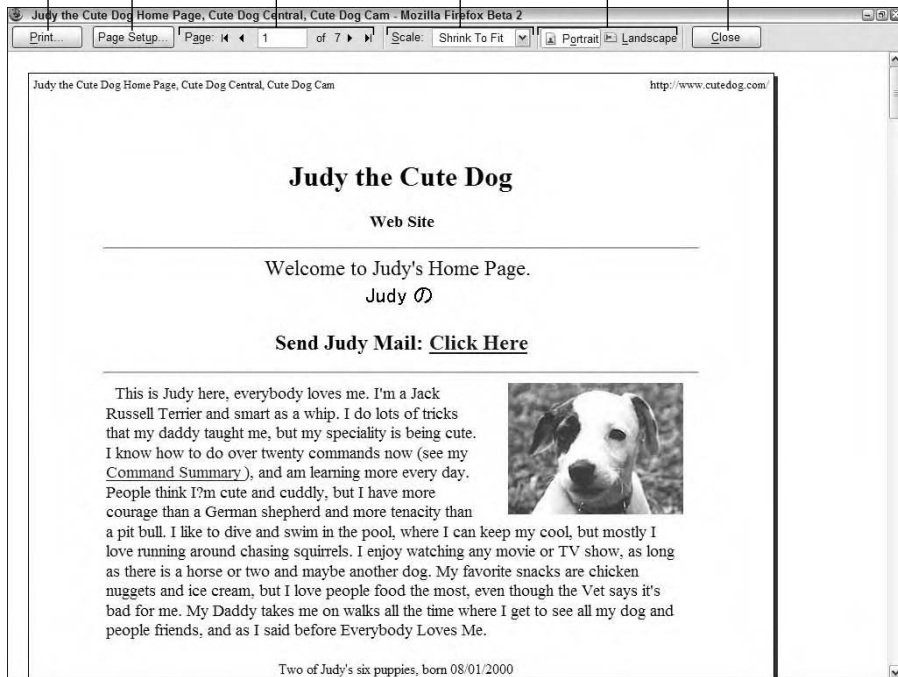 Judy the Cute Dog Home Page, Cute Dog Central, Cute Dog Cam - Mozilla Firefox Beta 2
Print... Page Setup... Page: 1 of 7 Scale: Shrink To Fit Portrait Landscape Close
Judy the Cute Dog Home Page, Cute Dog Central, Cute Dog Cam http://www.cutedog.com/
Judy the Cute Dog
Web Site
Welcome to Judy's Home Page.
Judy の
Send Judy Mail: Click Here
This is Judy here, everybody loves me. I'm a Jack
Russell Terrier and smart as a whip. I do lots of tricks
that my daddy taught me, but my speciality is being cute.
I know how to do over twenty commands now (see my
Command Summary ), and am learning more every day.
People think I?m cute and cuddly, but I have more
courage than a German shepherd and more tenacity than
a pit bull. I like to dive and swim in the pool, where I can keep my cool, but mostly I
love running around chasing squirrels. I enjoy watching any movie or TV show, as long
as there is a horse or two and maybe another dog. My favorite snacks are chicken
nuggets and ice cream, but I love people food the most, even though the Vet says it's
bad for me. My Daddy takes me on walks all the time where I get to see all my dog and
people friends, and as I said before Everybody Loves Me.
Two of Judy's six puppies, born 08/01/2000